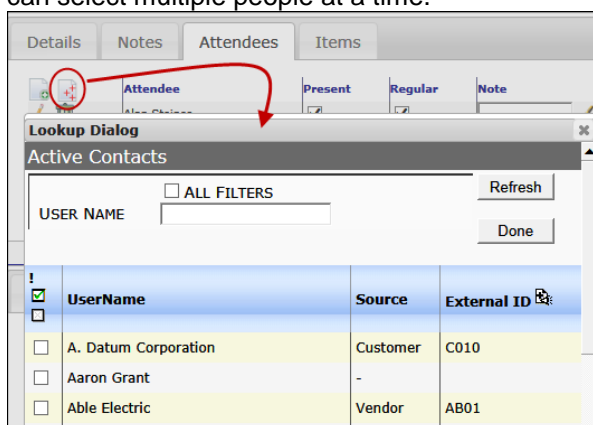 can select multiple people at a time.
Details Notes Attendees Items
Attendee Present Regular Note
Lookup Dialog
Active Contacts
ALL FILTERS Refresh
USER NAME
Done
!
UserName Source External ID
A. Datum Corporation Customer C010
Aaron Grant -
Able Electric Vendor AB01